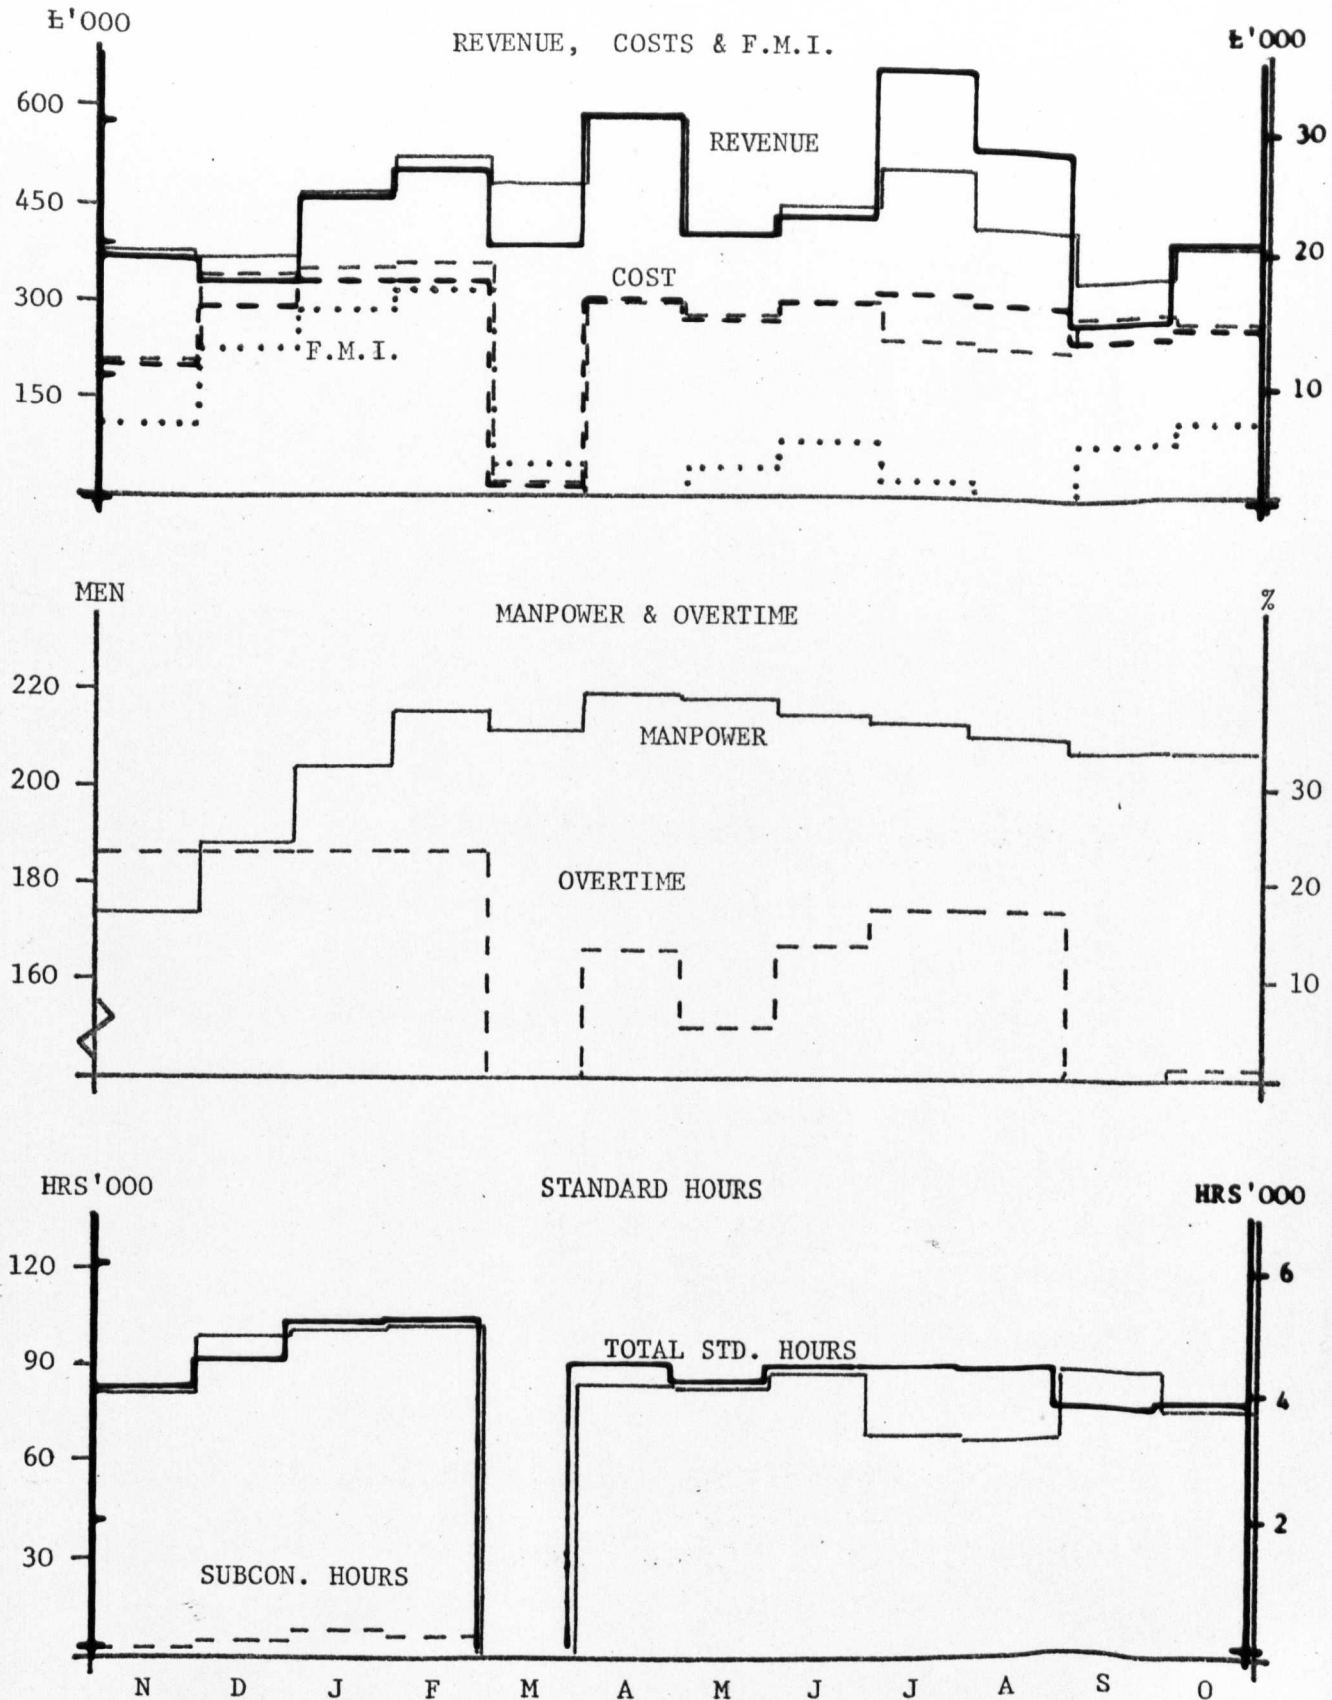 Ł'000
REVENUE, COSTS & F.M.I.
Ł'000
600
450
300
150
30
20
10
REVENUE
COST
F.M.I.
MEN
MANPOWER & OVERTIME
%
220
200
180
160
30
20
10
MANPOWER
OVERTIME
HRS'000
STANDARD HOURS
HRS'000
120
90
60
30
6
4
2
TOTAL STD. HOURS
SUBCON. HOURS
N D J F M A M J J A S O